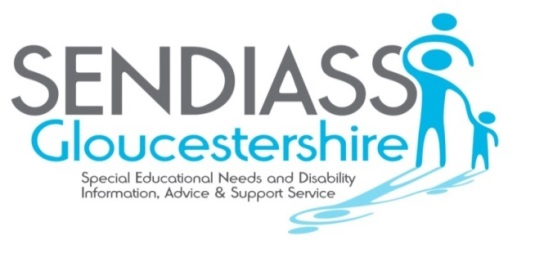 SENDIASS
Gloucestershire
Special Educational Needs and Disability
Information, Advice & Support Service